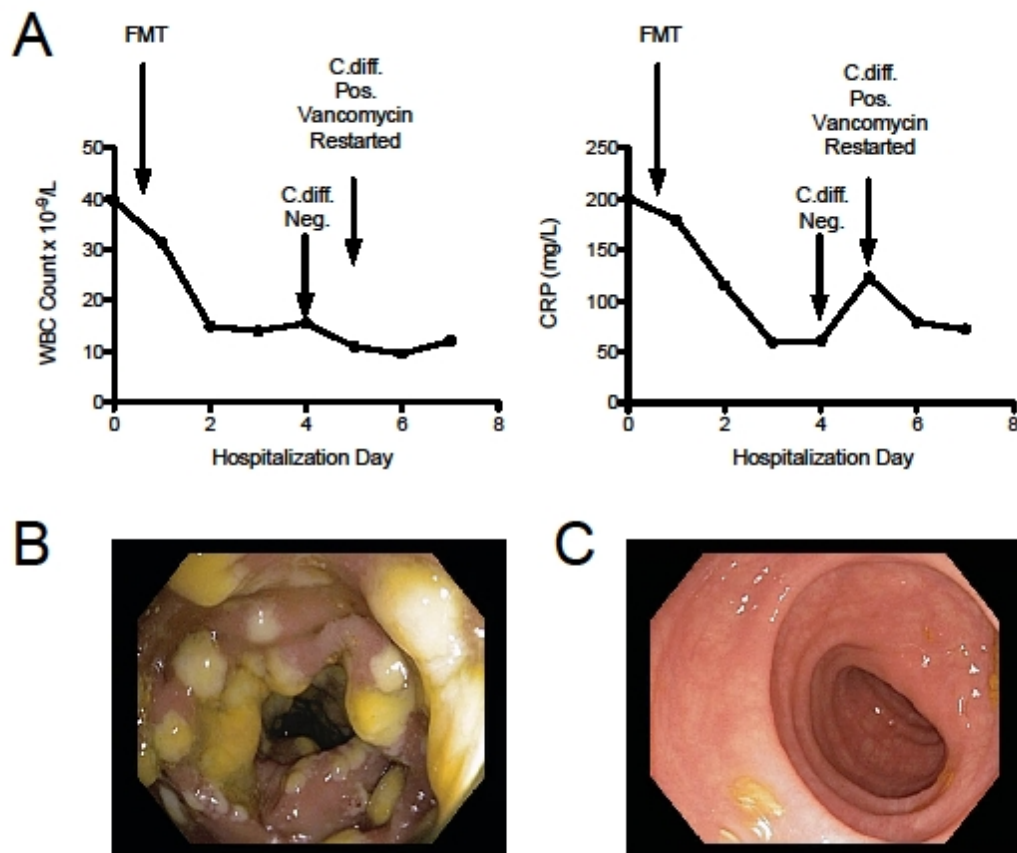 A
FMT
C.diff.
Pos.
Vancomycin
Restarted
C.diff.
Neg.
50
40
30
20
10
0
WBC Count x 10⁻⁹/L
0 2 4 6 8
Hospitalization Day
FMT
C.diff.
Pos.
Vancomycin
Restarted
C.diff.
Neg.
250
200
150
100
50
0
CRP (mg/L)
0 2 4 6 8
Hospitalization Day
B
C